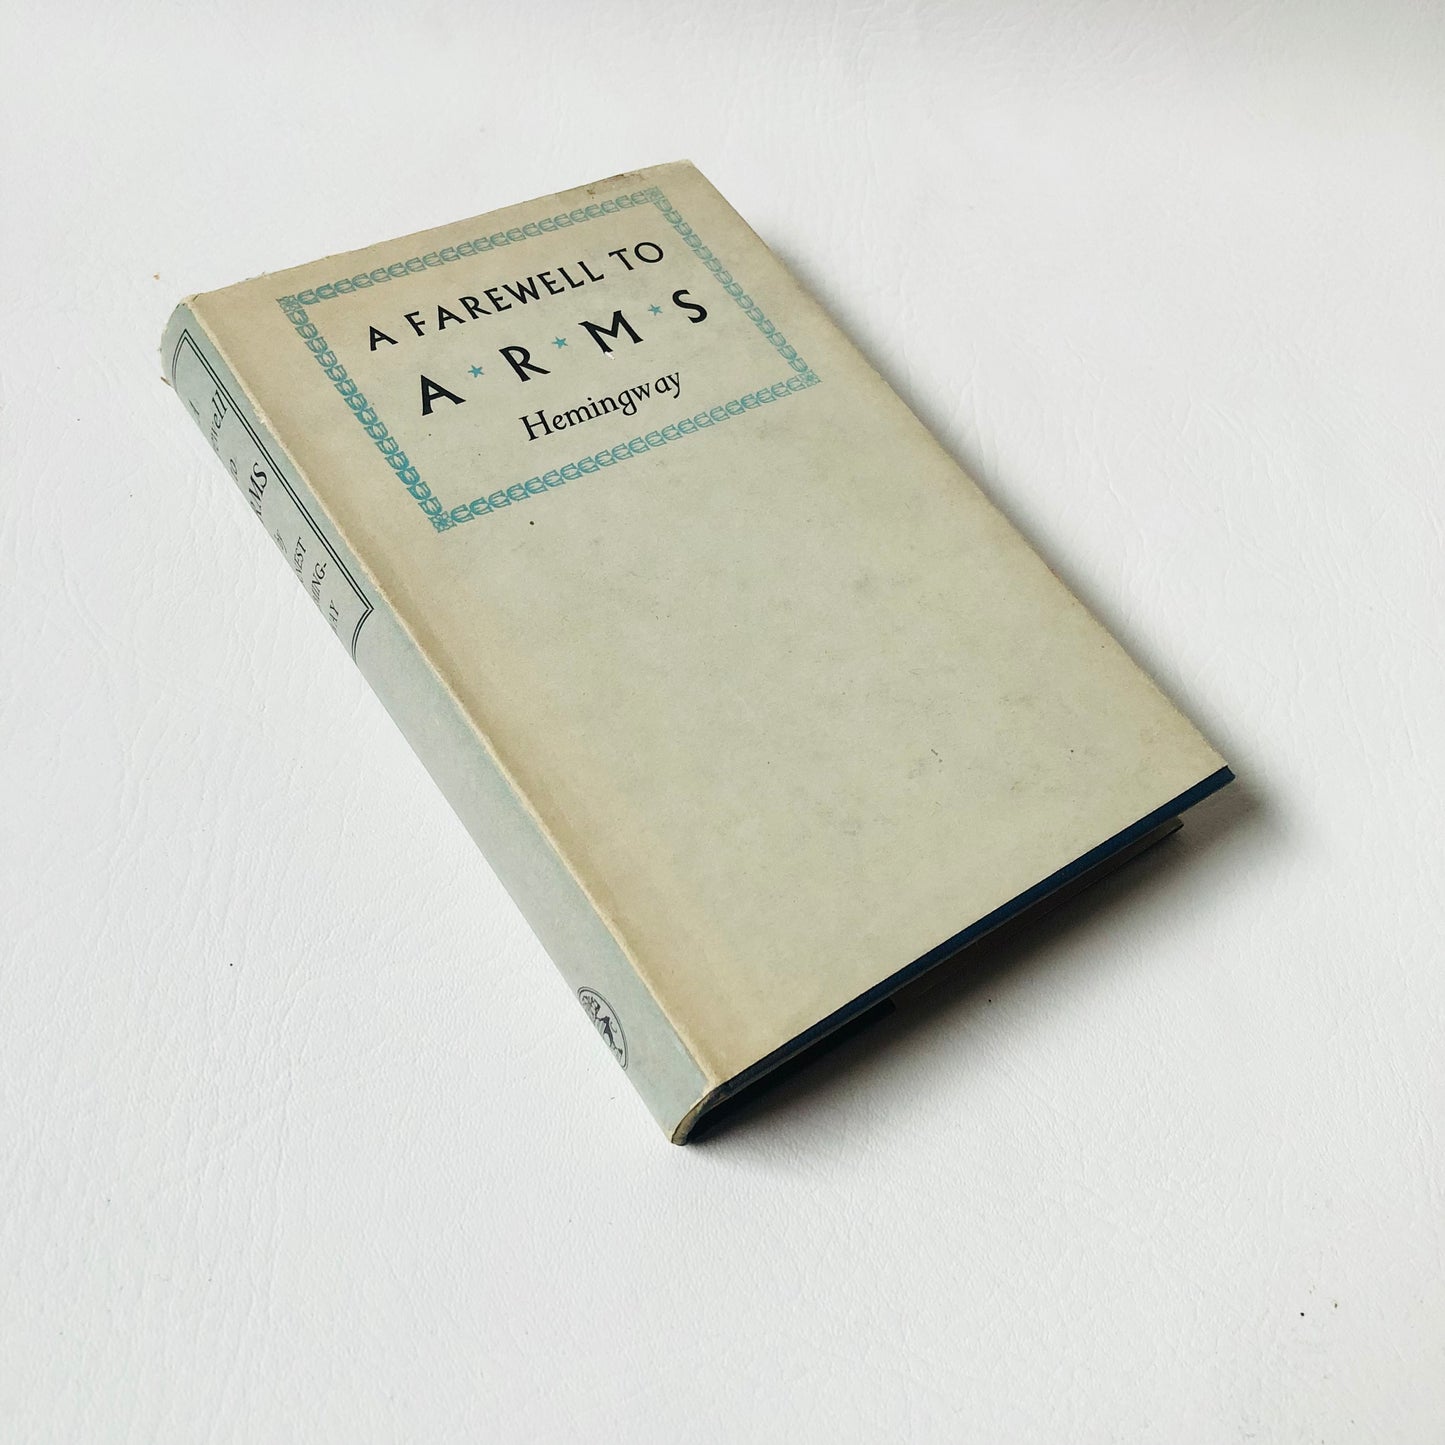 A FAREWELL TO
A ★ R ★ M ★ S
Hemingway
A